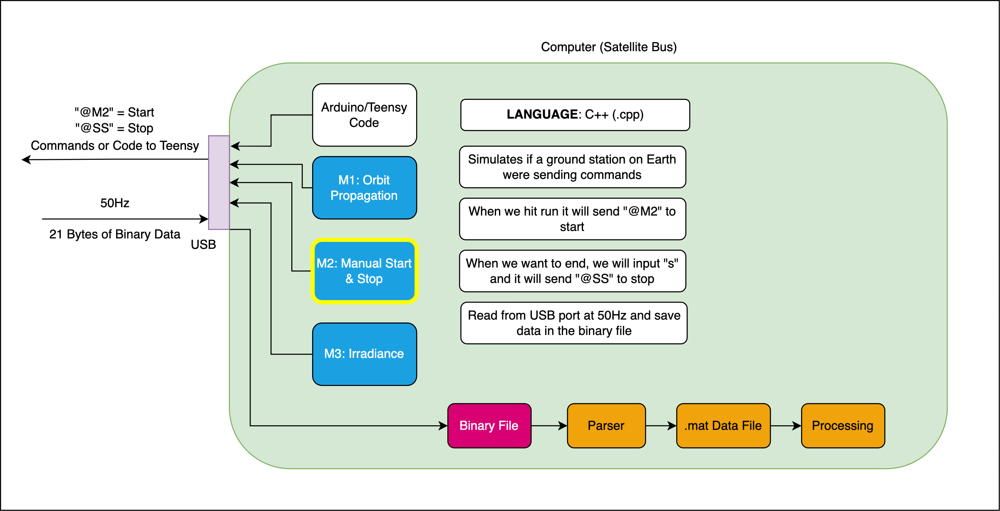 Computer (Satellite Bus)
"@M2" = Start
"@SS" = Stop
Commands or Code to Teensy
50Hz
21 Bytes of Binary Data
USB
Arduino/Teensy
Code
M1: Orbit
Propagation
M2: Manual Start
& Stop
M3: Irradiance
LANGUAGE: C++ (.cpp)
Simulates if a ground station on Earth
were sending commands
When we hit run it will send "@M2" to
start
When we want to end, we will input "s"
and it will send "@SS" to stop
Read from USB port at 50Hz and save
data in the binary file
Binary File
Parser
.mat Data File
Processing